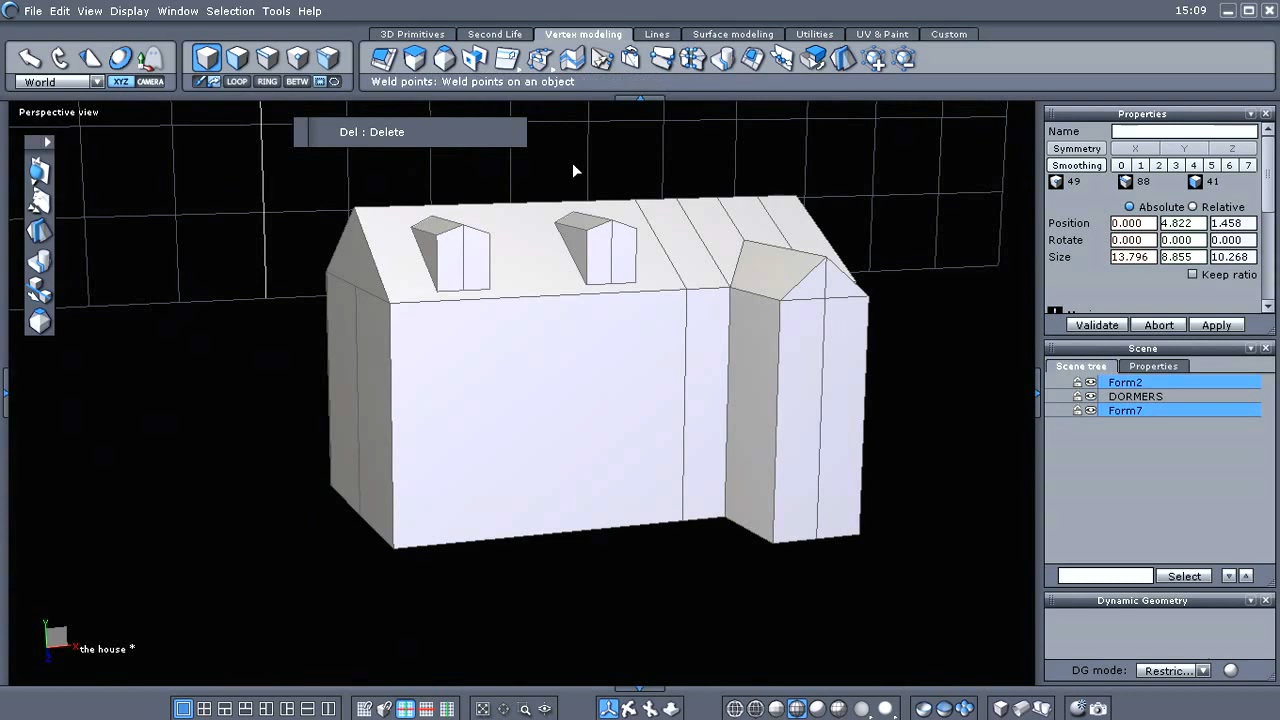 File Edit View Display Window Selection Tools Help 15:09
3D Primitives Second Life Vertex modeling Lines Surface modeling Utilities UV & Paint Custom
World XYZ CAMERA LOOP RING BETW Weld points: Weld points on an object
Perspective view
Del : Delete
Properties
Name
Symmetry X Y Z
Smoothing 0 1 2 3 4 5 6 7
49 88 41
Absolute Relative
Position 0.000 4.822 1.458
Rotate 0.000 0.000 0.000
Size 13.796 8.855 10.268
Keep ratio
Validate Abort Apply
Scene
Scene tree Properties
Form2
DORMERS
Form7
Select
Dynamic Geometry
DG mode: Restric...
Y
X
the house *